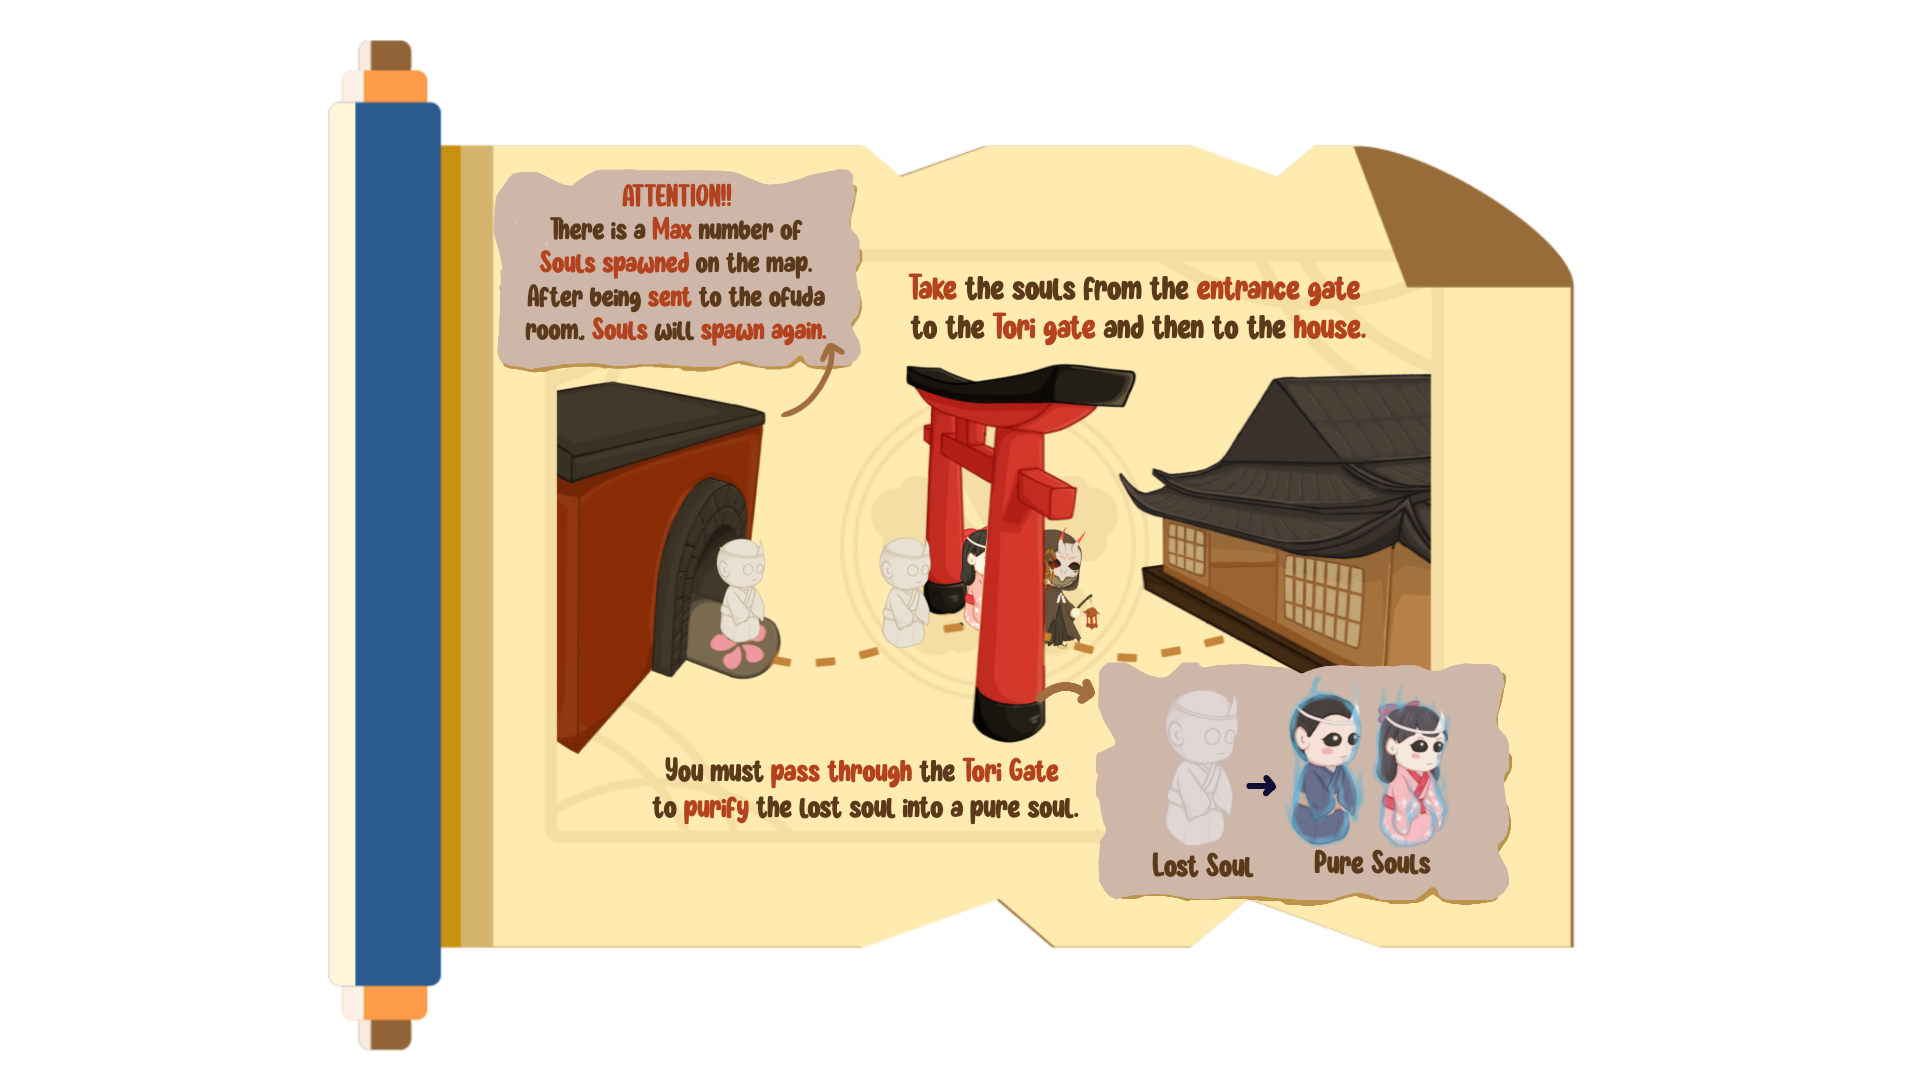 ATTENTION!!
There is a Max number of
Souls spawned on the map.
After being sent to the ofuda
room. Souls will spawn again.
Take the souls from the entrance gate
to the Tori gate and then to the house.
You must pass through the Tori Gate
to purify the lost soul into a pure soul.
Lost Soul
Pure Souls